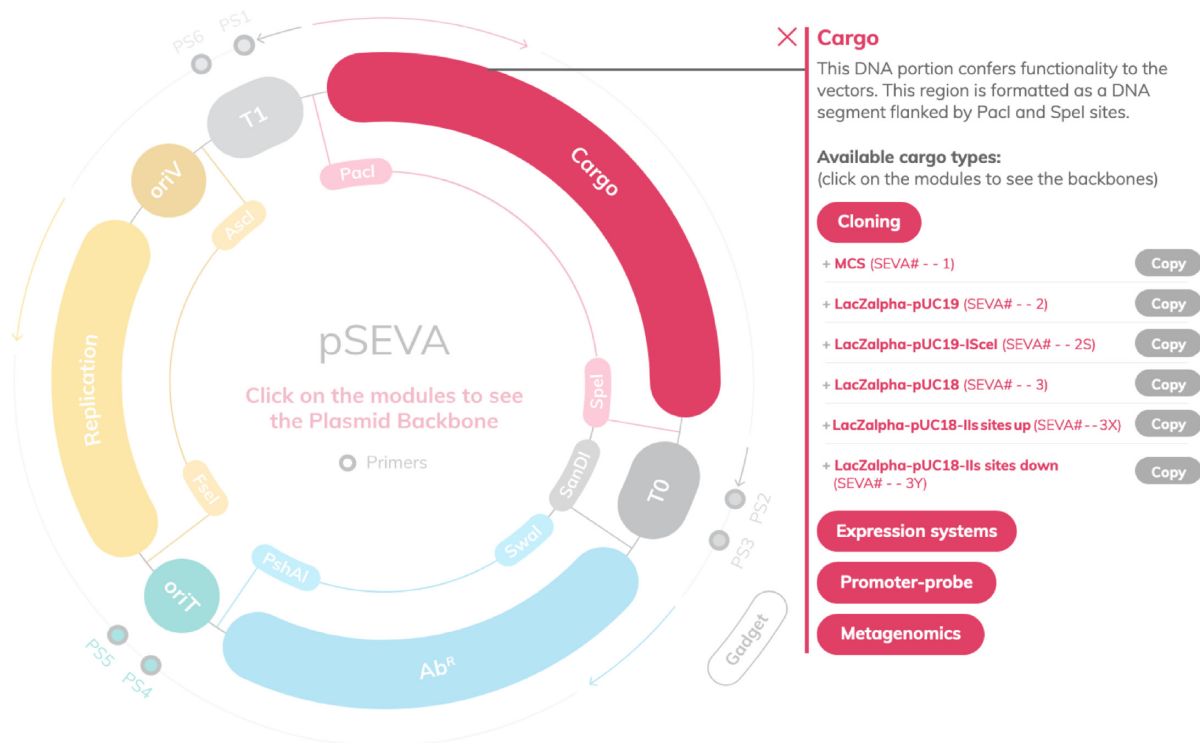 PS6
PS1
T1
oriV
PacI
AscI
Cargo
Replication
pSEVA
Click on the modules to see
the Plasmid Backbone
Primers
SpeI
SanDI
T0
FseI
SwaI
PshAI
oriT
PS2
PS3
PS5
PS4
Ab^R
Gadget
Cargo
This DNA portion confers functionality to the
vectors. This region is formatted as a DNA
segment flanked by PacI and SpeI sites.
Available cargo types:
(click on the modules to see the backbones)
Cloning
+ MCS (SEVA# - - 1) Copy
+ LacZalpha-pUC19 (SEVA# - - 2) Copy
+ LacZalpha-pUC19-ISceI (SEVA# - - 2S) Copy
+ LacZalpha-pUC18 (SEVA# - - 3) Copy
+ LacZalpha-pUC18-IIs sites up (SEVA# - - 3X) Copy
+ LacZalpha-pUC18-IIs sites down Copy
(SEVA# - - 3Y)
Expression systems
Promoter-probe
Metagenomics